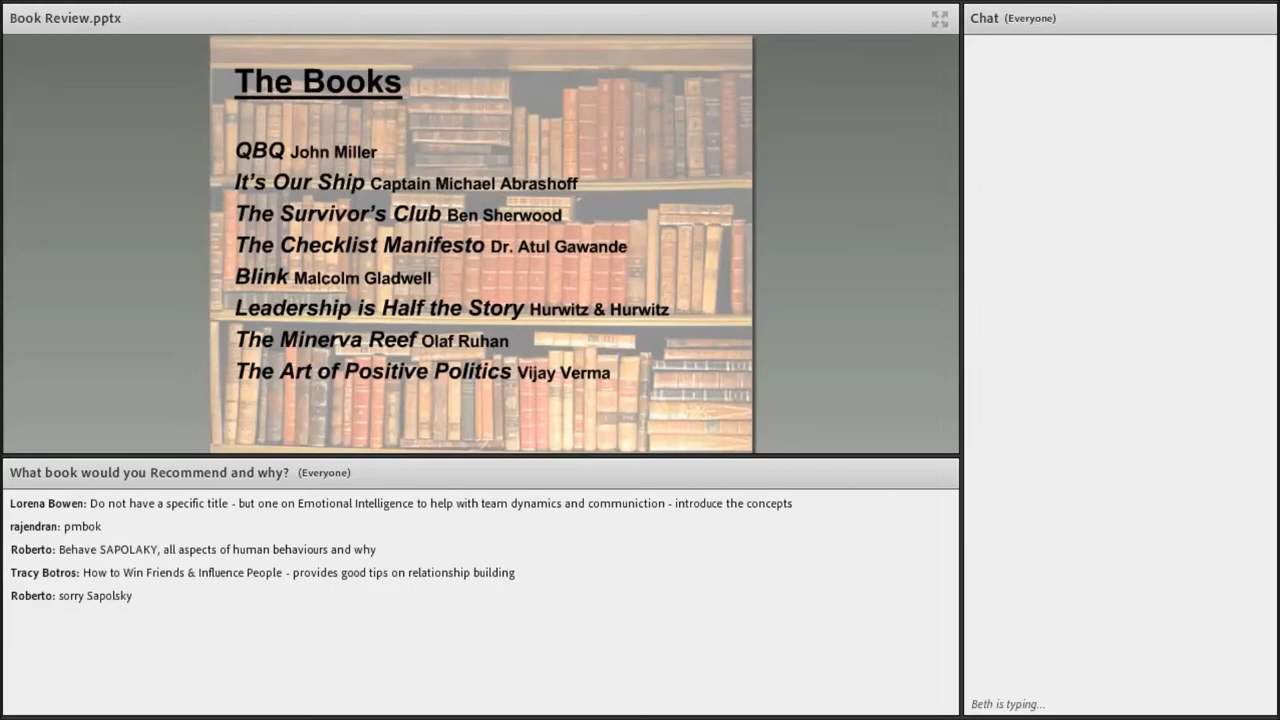 Book Review.pptx
The Books
QBQ John Miller
It's Our Ship Captain Michael Abrashoff
The Survivor's Club Ben Sherwood
The Checklist Manifesto Dr. Atul Gawande
Blink Malcolm Gladwell
Leadership is Half the Story Hurwitz & Hurwitz
The Minerva Reef Olaf Ruhan
The Art of Positive Politics Vijay Verma
What book would you Recommend and why? (Everyone)
Lorena Bowen: Do not have a specific title - but one on Emotional Intelligence to help with team dynamics and communiction - introduce the concepts
rajendran: pmbok
Roberto: Behave SAPOLAKY, all aspects of human behaviours and why
Tracy Botros: How to Win Friends & Influence People - provides good tips on relationship building
Roberto: sorry Sapolsky
Chat (Everyone)
Beth is typing...